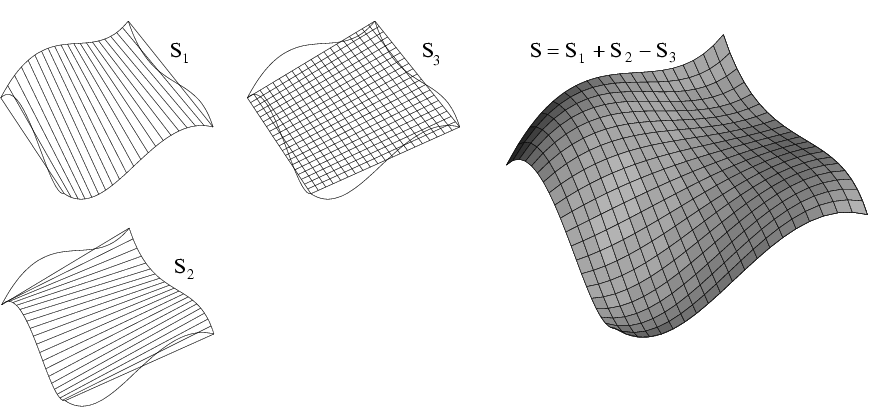 S1
S3
S = S1 + S2 − S3
S2